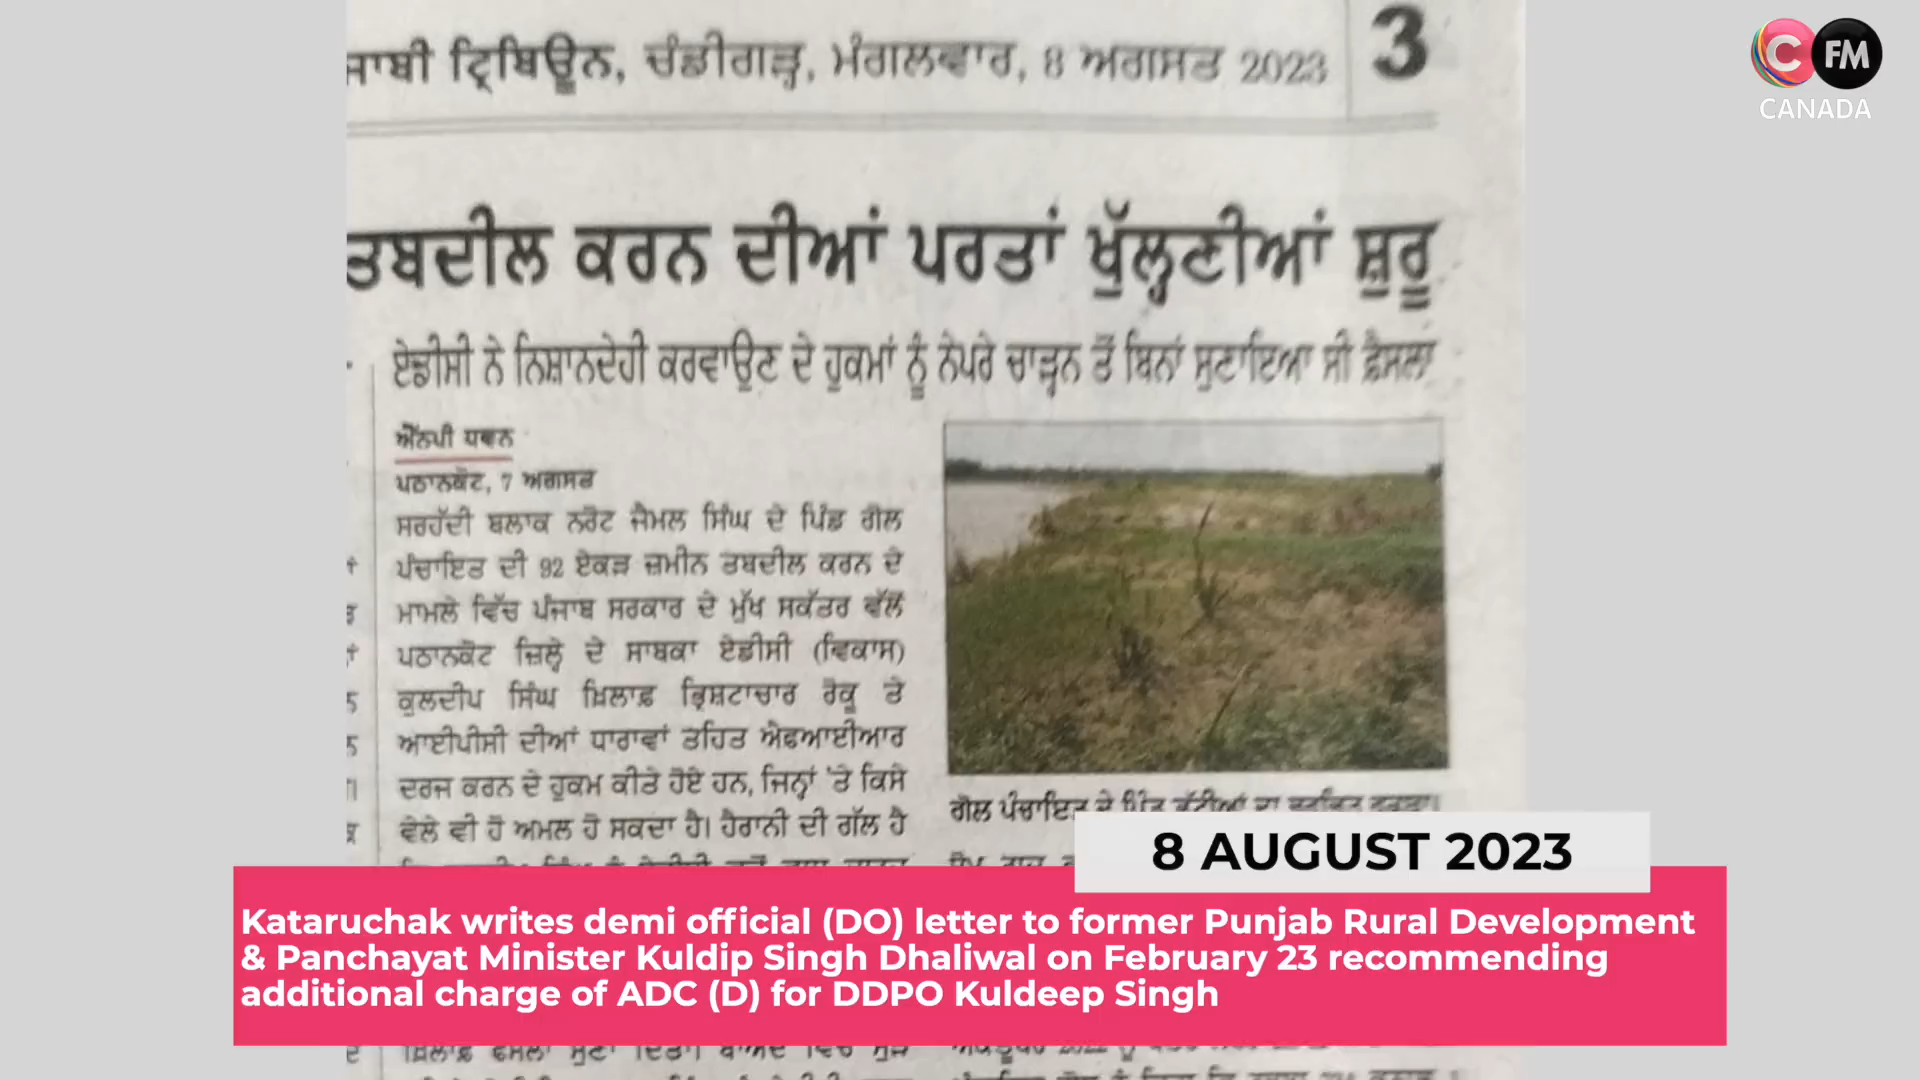 ਜਾਬੀ ਟ੍ਰਿਬਿਊਨ, ਚੰਡੀਗੜ੍ਹ, ਮੰਗਲਵਾਰ, 8 ਅਗਸਤ 2023
3
C FM
CANADA
ਤਬਦੀਲ ਕਰਨ ਦੀਆਂ ਪਰਤਾਂ ਖੁੱਲ੍ਹਣੀਆਂ ਸ਼ੁਰੂ
ਏਡੀਸੀ ਨੇ ਨਿਸ਼ਾਨਦੇਹੀ ਕਰਵਾਉਣ ਦੇ ਹੁਕਮਾਂ ਨੂੰ ਨੇਪਰੇ ਚਾੜ੍ਹਨ ਤੋਂ ਬਿਨਾਂ ਸੁਣਾਇਆ ਸੀ ਫ਼ੈਸਲਾ
ਐੱਨਪੀ ਧਵਨ
ਪਠਾਨਕੋਟ, 7 ਅਗਸਤ
ਸਰਹੱਦੀ ਬਲਾਕ ਨਰੋਟ ਜੈਮਲ ਸਿੰਘ ਦੇ ਪਿੰਡ ਗੋਲ
ਪੰਚਾਇਤ ਦੀ 92 ਏਕੜ ਜ਼ਮੀਨ ਤਬਦੀਲ ਕਰਨ ਦੇ
ਮਾਮਲੇ ਵਿੱਚ ਪੰਜਾਬ ਸਰਕਾਰ ਦੇ ਮੁੱਖ ਸਕੱਤਰ ਵੱਲੋਂ
ਪਠਾਨਕੋਟ ਜ਼ਿਲ੍ਹੇ ਦੇ ਸਾਬਕਾ ਏਡੀਸੀ (ਵਿਕਾਸ)
ਕੁਲਦੀਪ ਸਿੰਘ ਖ਼ਿਲਾਫ਼ ਭ੍ਰਿਸ਼ਟਾਚਾਰ ਰੋਕੂ ਤੇ
ਆਈਪੀਸੀ ਦੀਆਂ ਧਾਰਾਵਾਂ ਤਹਿਤ ਐਫਆਈਆਰ
ਦਰਜ ਕਰਨ ਦੇ ਹੁਕਮ ਕੀਤੇ ਹੋਏ ਹਨ, ਜਿਨ੍ਹਾਂ 'ਤੇ ਕਿਸੇ
ਵੇਲੇ ਵੀ ਹੋ ਅਮਲ ਹੋ ਸਕਦਾ ਹੈ। ਹੈਰਾਨੀ ਦੀ ਗੱਲ ਹੈ
ਗੋਲ ਪੰਚਾਇਤ ਦੇ
8 AUGUST 2023
Kataruchak writes demi official (DO) letter to former Punjab Rural Development
& Panchayat Minister Kuldip Singh Dhaliwal on February 23 recommending
additional charge of ADC (D) for DDPO Kuldeep Singh